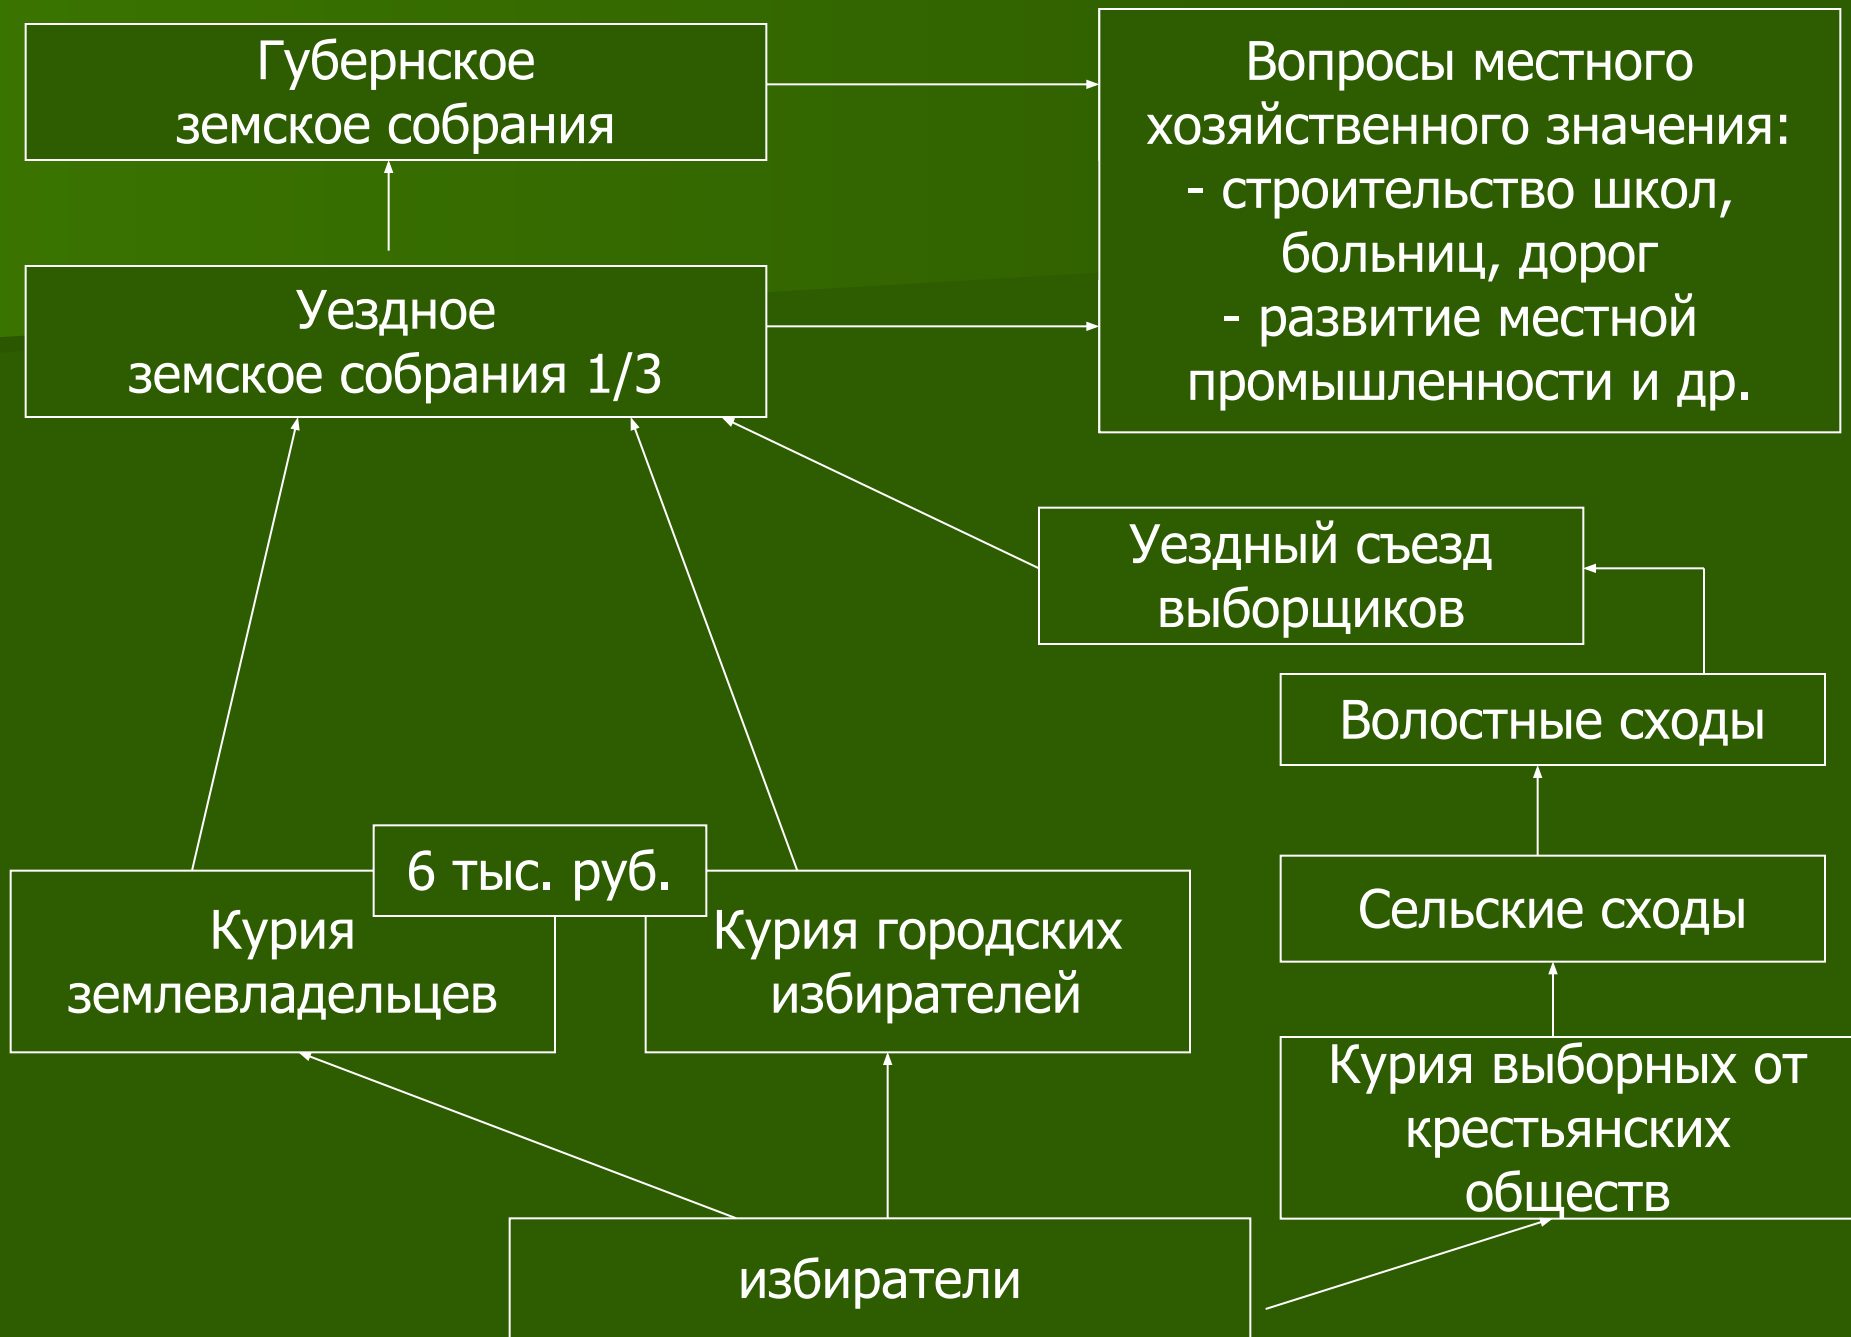 Губернское
земское собрания
Вопросы местного
хозяйственного значения:
- строительство школ,
больниц, дорог
- развитие местной
промышленности и др.
Уездное
земское собрания 1/3
Уездный съезд
выборщиков
Волостные сходы
6 тыс. руб.
Сельские сходы
Курия
землевладельцев
Курия городских
избирателей
Курия выборных от
крестьянских
обществ
избиратели